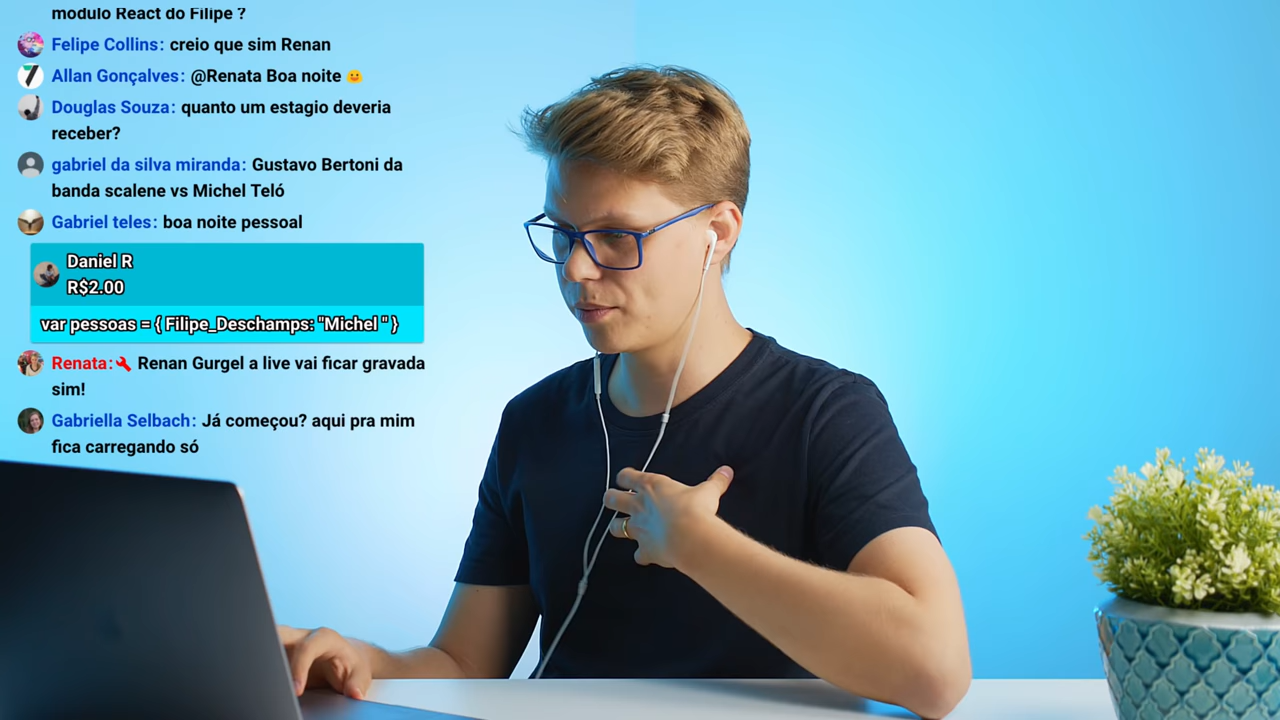 modulo React do Filipe ?
Felipe Collins: creio que sim Renan
Allan Gonçalves: @Renata Boa noite
Douglas Souza: quanto um estagio deveria
receber?
gabriel da silva miranda: Gustavo Bertoni da
banda scalene vs Michel Teló
Gabriel teles: boa noite pessoal
Daniel R
R$2.00
var pessoas = { Filipe_Deschamps: "Michel " }
Renata: Renan Gurgel a live vai ficar gravada
sim!
Gabriella Selbach: Já começou? aqui pra mim
fica carregando só